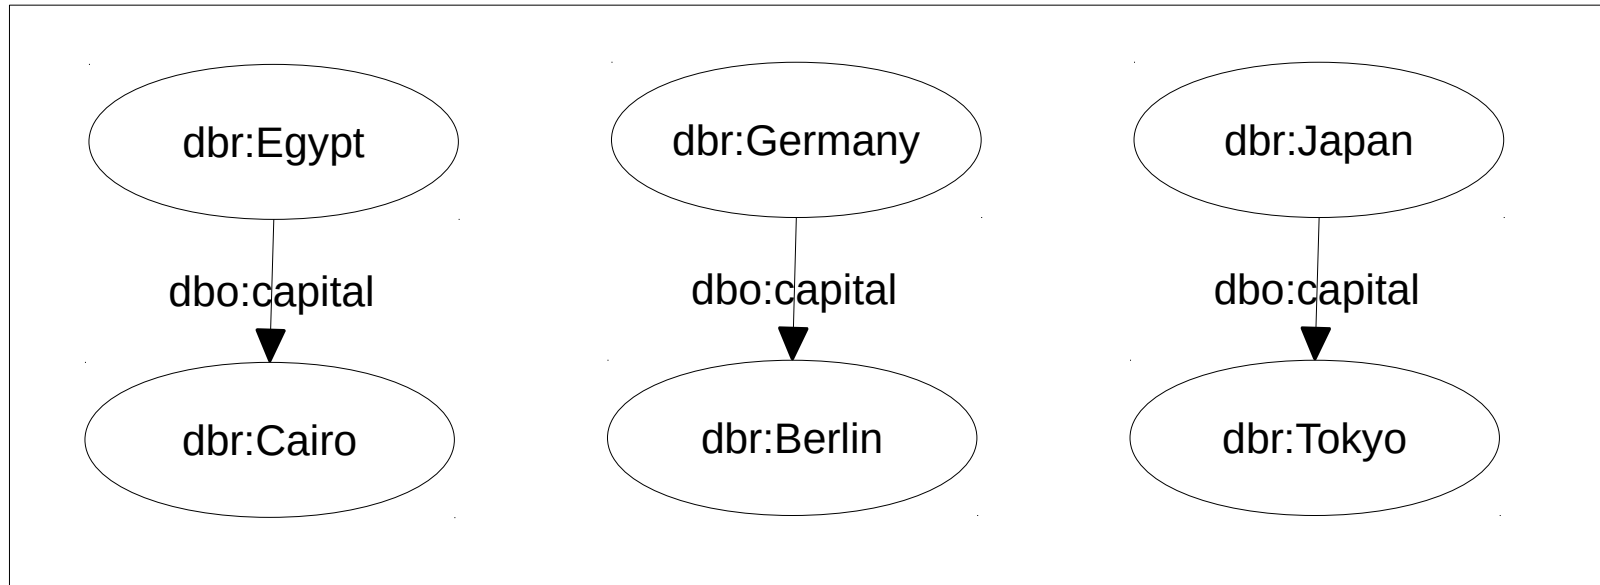 dbr:Egypt
dbr:Germany
dbr:Japan
dbo:capital
dbo:capital
dbo:capital
dbr:Cairo
dbr:Berlin
dbr:Tokyo